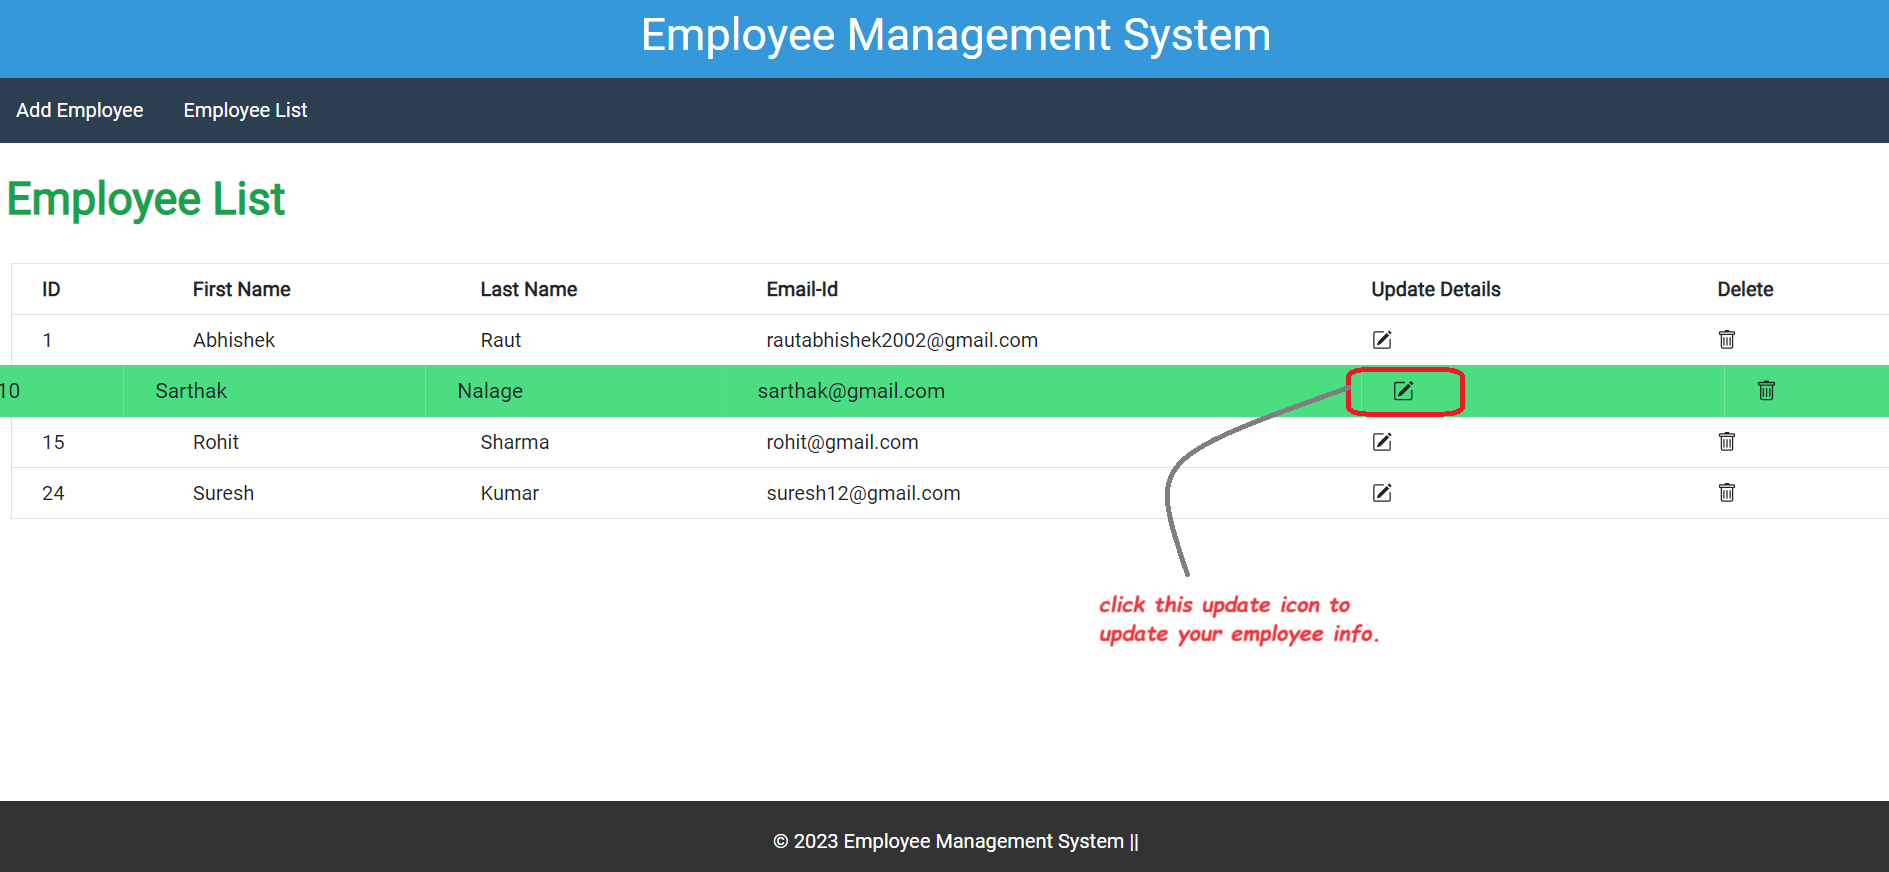 Employee Management System
Add Employee Employee List
Employee List
ID First Name Last Name Email-Id Update Details Delete
1 Abhishek Raut rautabhishek2002@gmail.com
10 Sarthak Nalage sarthak@gmail.com
15 Rohit Sharma rohit@gmail.com
24 Suresh Kumar suresh12@gmail.com
click this update icon to
update your employee info.
© 2023 Employee Management System ||